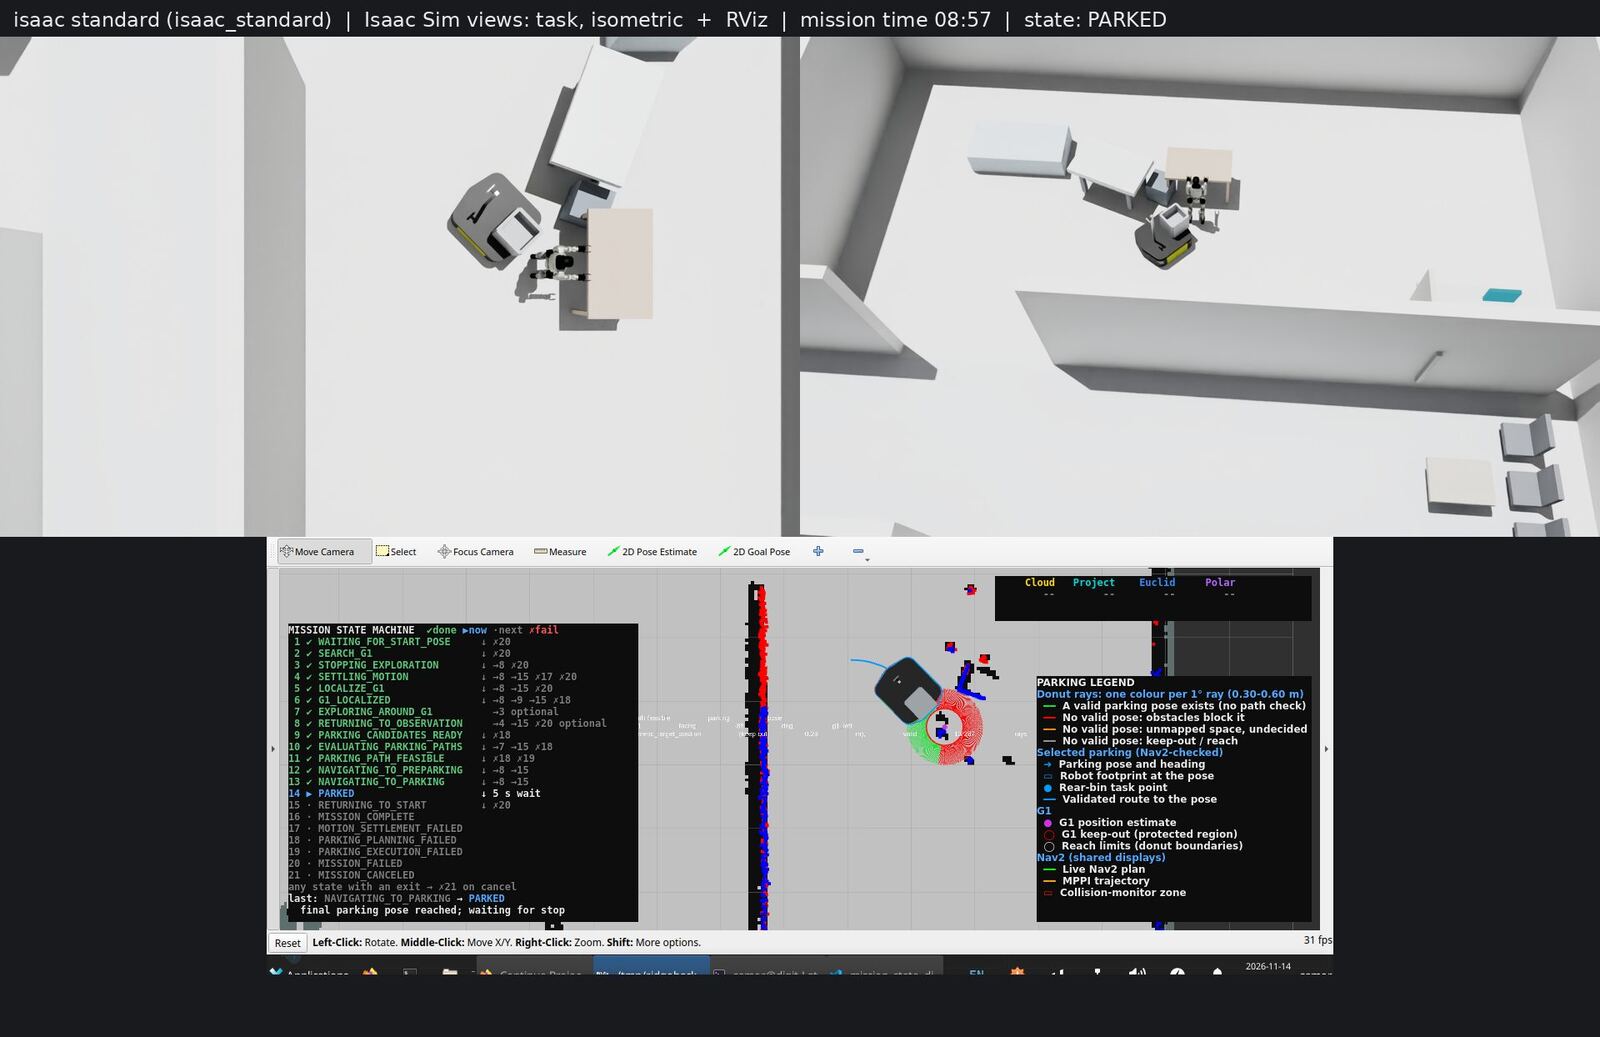 isaac standard (isaac_standard) | Isaac Sim views: task, isometric + RViz | mission time 08:57 | state: PARKED
Move Camera Select Focus Camera Measure 2D Pose Estimate 2D Goal Pose
Cloud Project Euclid Polar
-- -- -- --
MISSION STATE MACHINE ✔done ▶now ·next ✗fail
1 ✔ WAITING_FOR_START_POSE ↓ ✗20
2 ✔ SEARCH_G1 ↓ ✗20
3 ✔ STOPPING_EXPLORATION ↓ →8 ✗20
4 ✔ SETTLING_MOTION ↓ →8 →15 ✗17 ✗20
5 ✔ LOCALIZE_G1 ↓ →8 →15 ✗20
6 ✔ G1_LOCALIZED ↓ →8 →9 →15 ✗18
7 ✔ EXPLORING_AROUND_G1 →3 optional
8 ✔ RETURNING_TO_OBSERVATION →4 →15 ✗20 optional
9 ✔ PARKING_CANDIDATES_READY ↓ ✗18
10 ✔ EVALUATING_PARKING_PATHS ↓ →7 →15 ✗18
11 ✔ PARKING_PATH_FEASIBLE ↓ ✗18 ✗19
12 ✔ NAVIGATING_TO_PREPARKING ↓ →8 →15
13 ✔ NAVIGATING_TO_PARKING ↓ →8 →15
14 ▶ PARKED ↓ 5 s wait
15 · RETURNING_TO_START ↓ ✗20
16 · MISSION_COMPLETE
17 · MOTION_SETTLEMENT_FAILED
18 · PARKING_PLANNING_FAILED
19 · PARKING_EXECUTION_FAILED
20 · MISSION_FAILED
21 · MISSION_CANCELED
any state with an exit → ✗21 on cancel
last: NAVIGATING_TO_PARKING → PARKED
final parking pose reached; waiting for stop
PARKING LEGEND
Donut rays: one colour per 1° ray (0.30-0.60 m)
A valid parking pose exists (no path check)
No valid pose: obstacles block it
No valid pose: unmapped space, undecided
No valid pose: keep-out / reach
Selected parking (Nav2-checked)
Parking pose and heading
Robot footprint at the pose
Rear-bin task point
Validated route to the pose
G1
G1 position estimate
G1 keep-out (protected region)
Reach limits (donut boundaries)
Nav2 (shared displays)
Live Nav2 plan
MPPI trajectory
Collision-monitor zone
Reset Left-Click: Rotate. Middle-Click: Move X/Y. Right-Click: Zoom. Shift: More options. 31 fps
Applications EN 2026-11-14